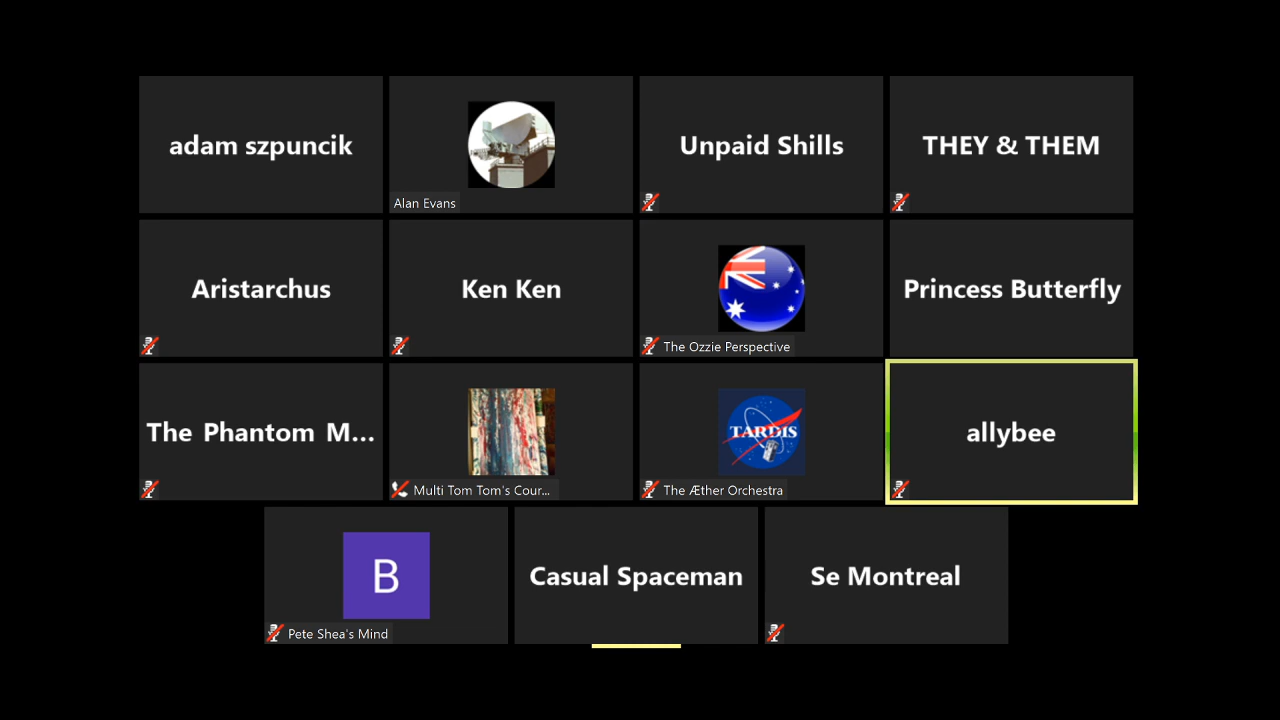 adam szpuncik
Alan Evans
Unpaid Shills
THEY & THEM
Aristarchus
Ken Ken
The Ozzie Perspective
Princess Butterfly
The Phantom M...
Multi Tom Tom's Cour...
TARDIS
The Æther Orchestra
allybee
B
Pete Shea's Mind
Casual Spaceman
Se Montreal